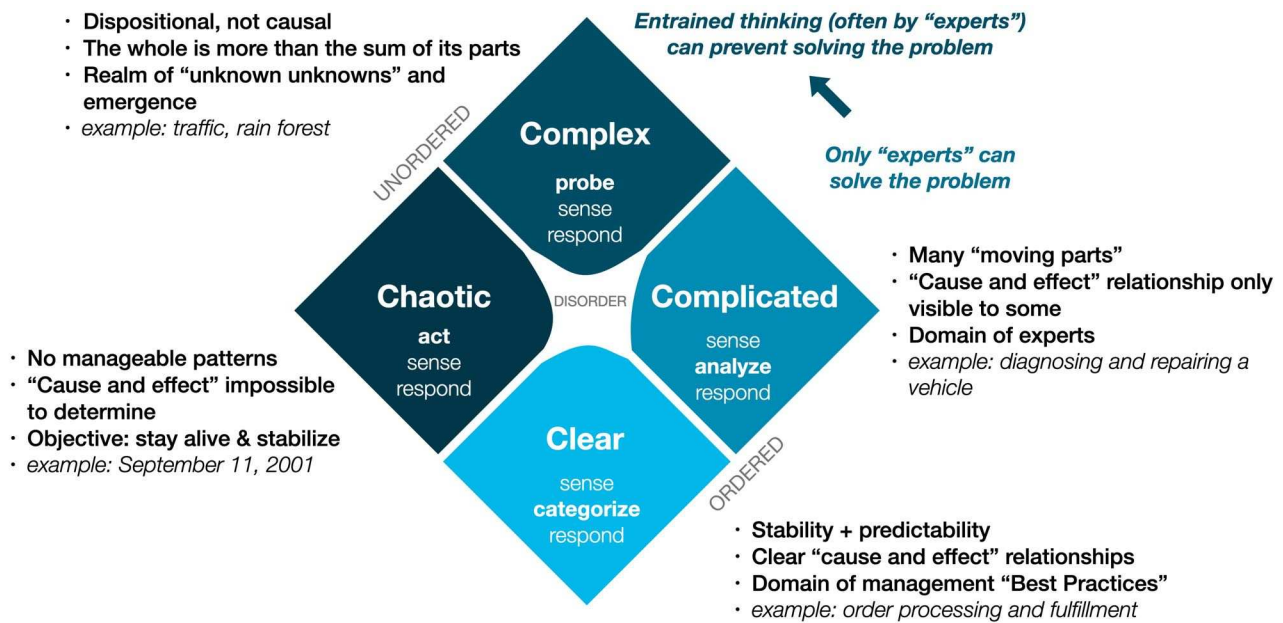 · Dispositional, not causal
· The whole is more than the sum of its parts
· Realm of “unknown unknowns” and
emergence
· example: traffic, rain forest
Entrained thinking (often by “experts”)
can prevent solving the problem
Only “experts” can
solve the problem
UNORDERED
Complex
probe
sense
respond
Chaotic
act
sense
respond
DISORDER
Complicated
sense
analyze
respond
· Many “moving parts”
· “Cause and effect” relationship only
visible to some
· Domain of experts
· example: diagnosing and repairing a
vehicle
· No manageable patterns
· “Cause and effect” impossible
to determine
· Objective: stay alive & stabilize
· example: September 11, 2001
Clear
sense
categorize
respond
ORDERED
· Stability + predictability
· Clear “cause and effect” relationships
· Domain of management “Best Practices”
· example: order processing and fulfillment